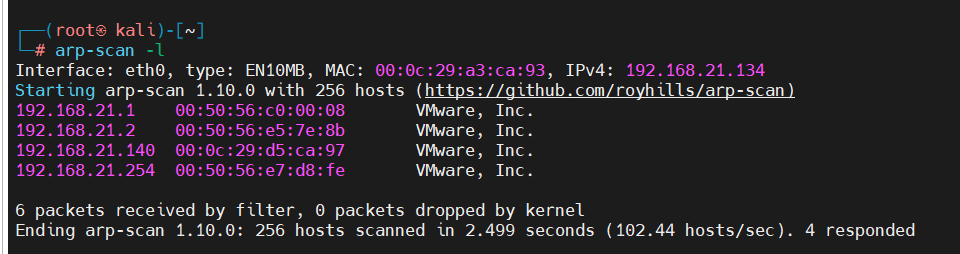 ┌──(root㉿ kali)-[~]
└─# arp-scan -l
Interface: eth0, type: EN10MB, MAC: 00:0c:29:a3:ca:93, IPv4: 192.168.21.134
Starting arp-scan 1.10.0 with 256 hosts (https://github.com/royhills/arp-scan)
192.168.21.1    00:50:56:c0:00:08       VMware, Inc.
192.168.21.2    00:50:56:e5:7e:8b       VMware, Inc.
192.168.21.140  00:0c:29:d5:ca:97       VMware, Inc.
192.168.21.254  00:50:56:e7:d8:fe       VMware, Inc.

6 packets received by filter, 0 packets dropped by kernel
Ending arp-scan 1.10.0: 256 hosts scanned in 2.499 seconds (102.44 hosts/sec). 4 responded